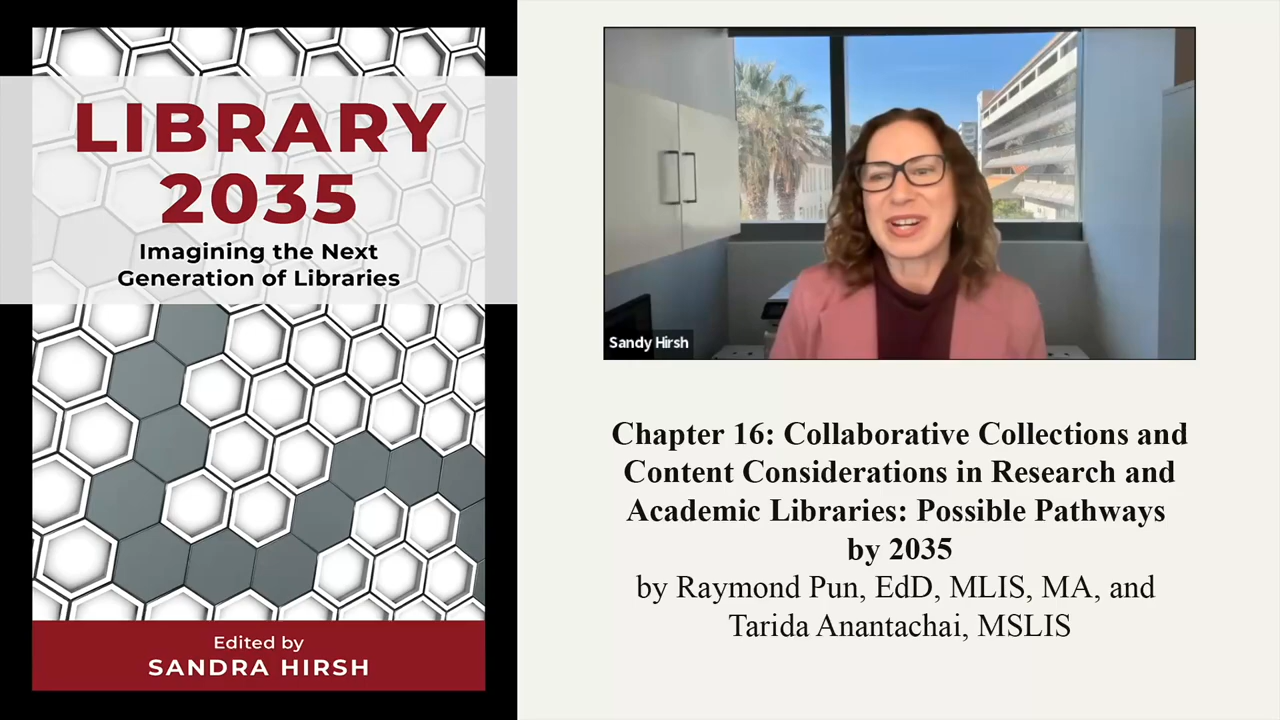 LIBRARY
2035
Imagining the Next
Generation of Libraries
Edited by
SANDRA HIRSH
Sandy Hirsh
Chapter 16: Collaborative Collections and
Content Considerations in Research and
Academic Libraries: Possible Pathways
by 2035
by Raymond Pun, EdD, MLIS, MA, and
Tarida Anantachai, MSLIS